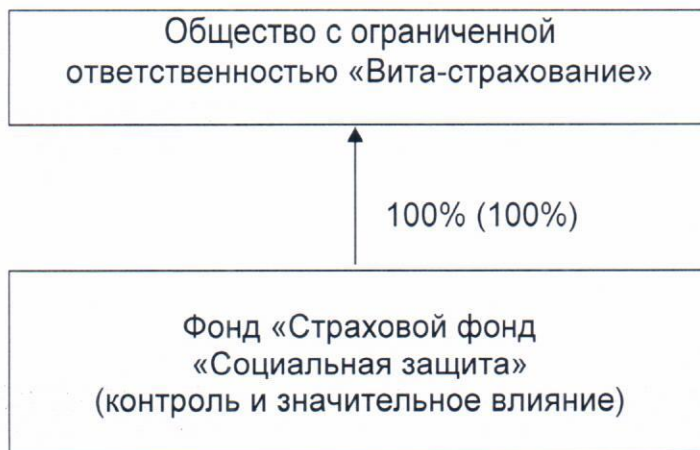 Общество с ограниченной
ответственностью «Вита-страхование»
100% (100%)
Фонд «Страховой фонд
«Социальная защита»
(контроль и значительное влияние)